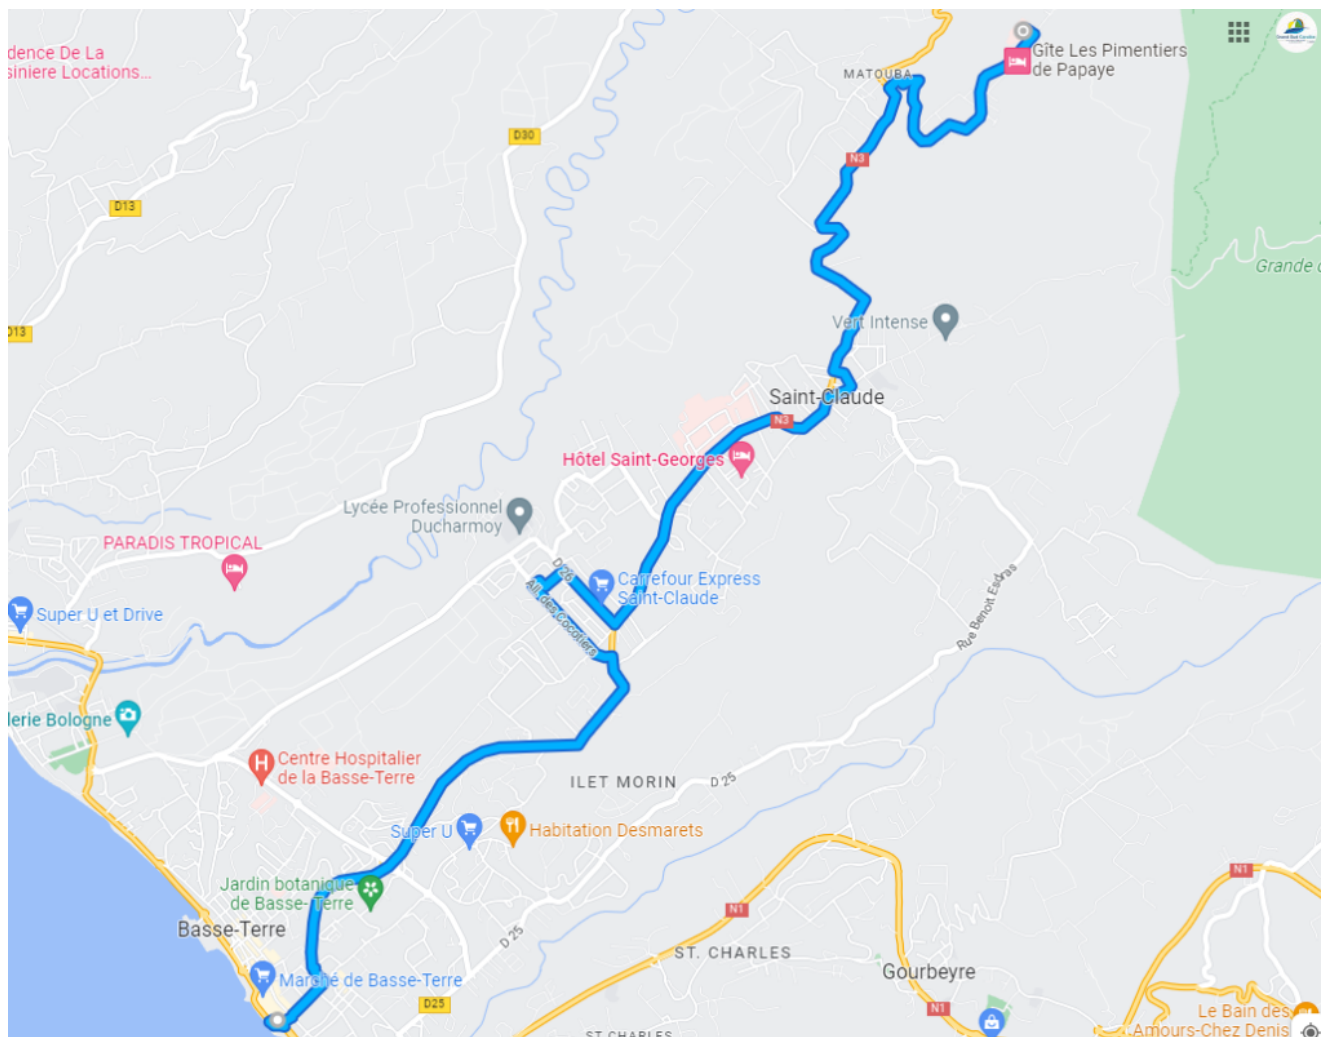 dence De La
siniere Locations...
Gîte Les Pimentiers
de Papaye
MATOUBA
D30
N3
D13
Grande
D13
Vert Intense
Saint-Claude
N3
Hôtel Saint-Georges
Lycée Professionnel
Ducharmoy
PARADIS TROPICAL
D 26
Carrefour Express
Saint-Claude
All. des Cocotiers
Super U et Drive
Rue Benoit Esdras
lerie Bologne
Centre Hospitalier
de la Basse-Terre
ILET MORIN
D 25
Super U
Habitation Desmarets
N1
Jardin botanique
de Basse-Terre
N1
Basse-Terre
D 25
ST. CHARLES
Gourbeyre
Marché de Basse-Terre
D25
N1
Le Bain des
Amours-Chez Denis
ST CHARLES